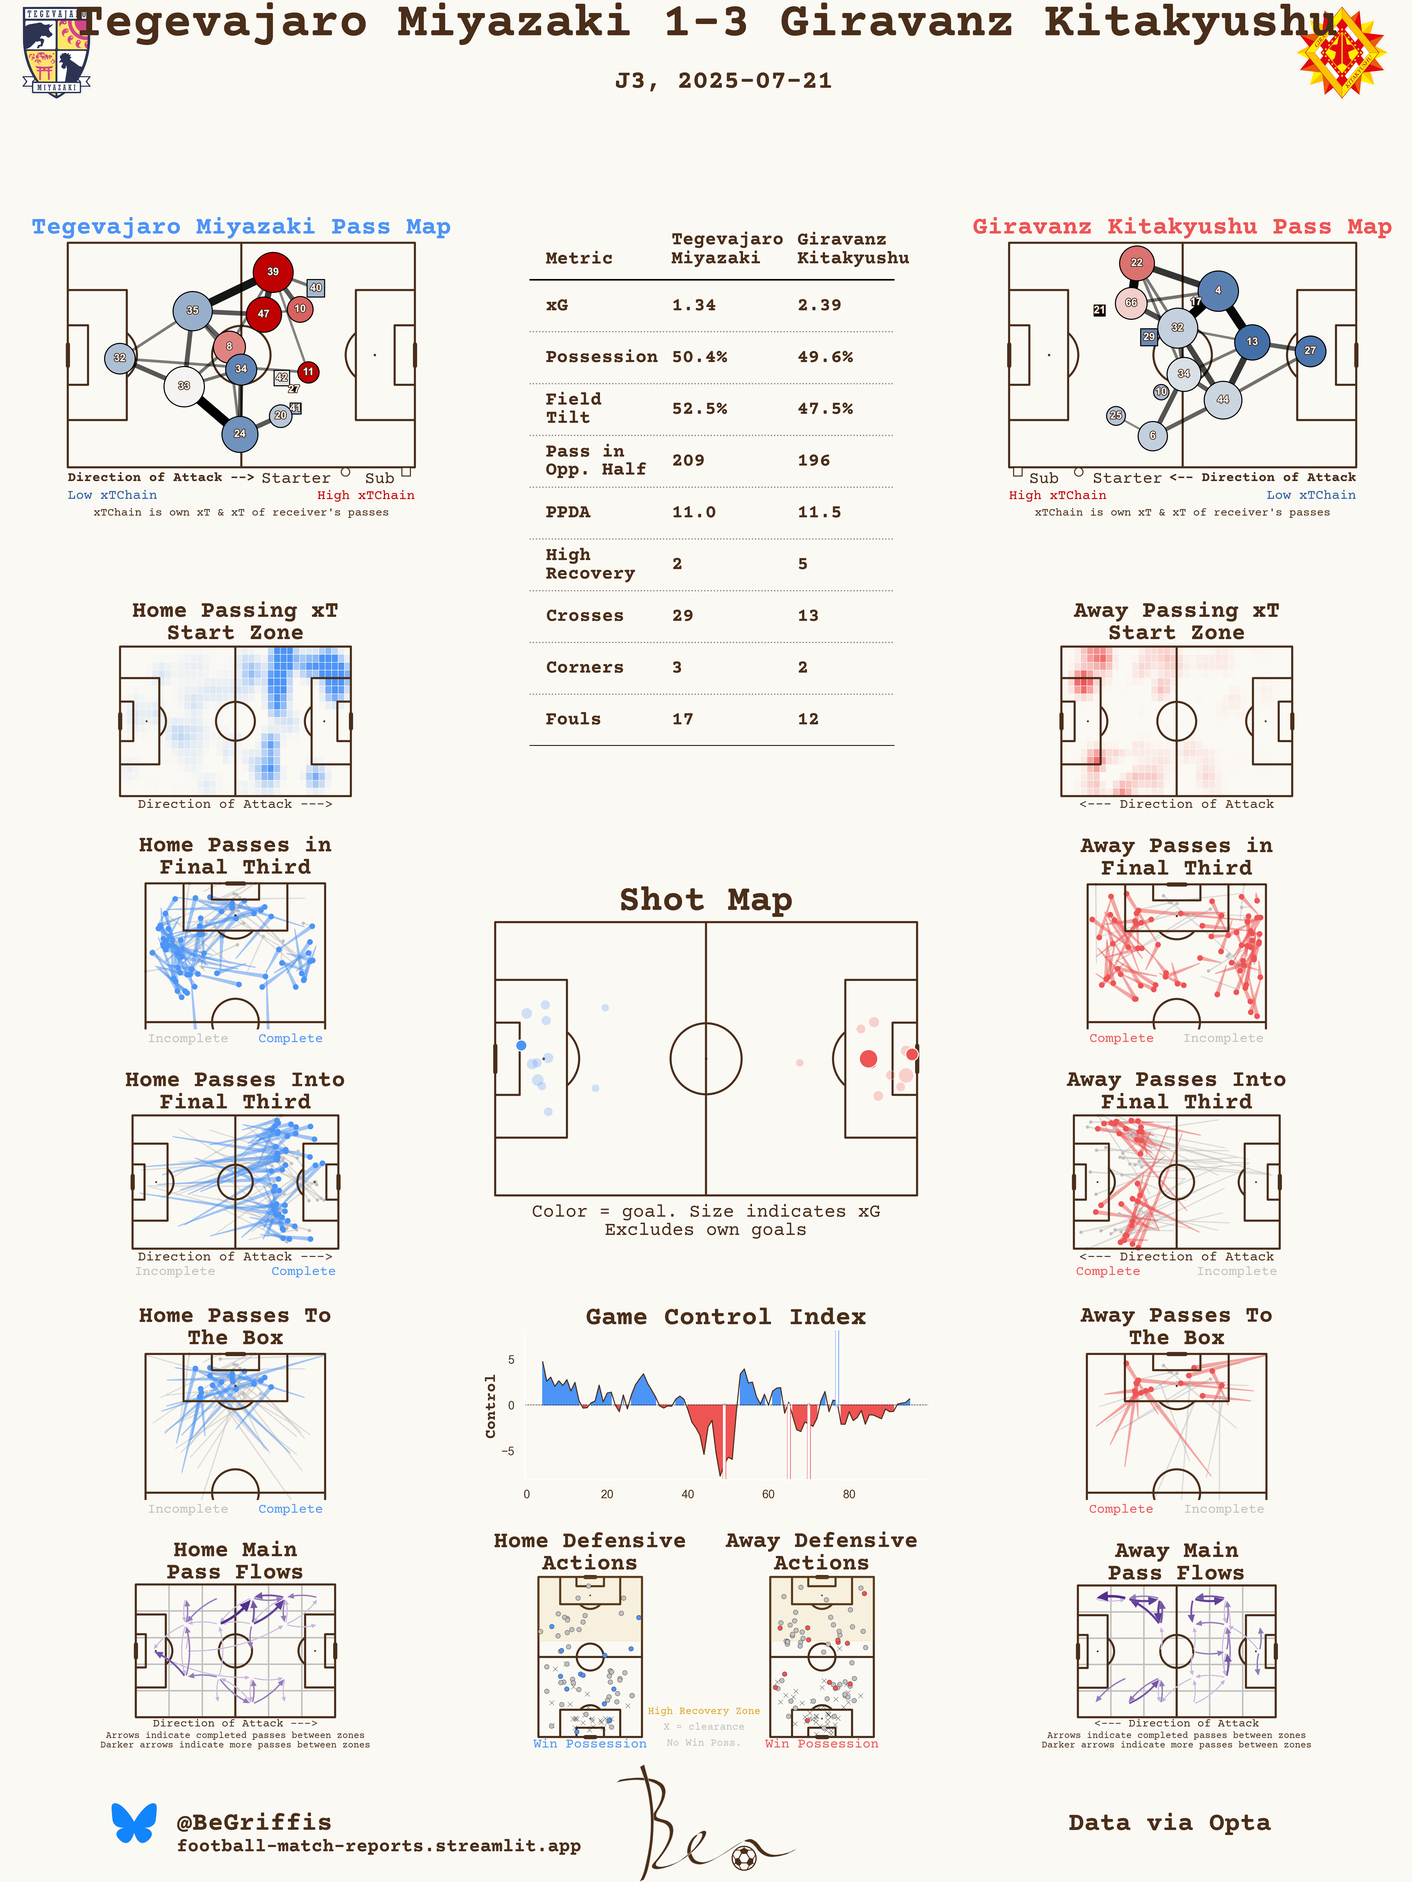 Tegevajaro Miyazaki 1-3 Giravanz Kitakyushu
TEGEVAJARO
MIYAZAKI
KITAKYUSHU
J3, 2025-07-21
Tegevajaro Miyazaki Pass Map
39
40
35
10
47
8
32
34
11
42
33
27
41
20
24
Direction of Attack --> Starter Sub
Low xTChain High xTChain
xTChain is own xT & xT of receiver's passes
Metric Tegevajaro Miyazaki Giravanz Kitakyushu
xG 1.34 2.39
Possession 50.4% 49.6%
Field Tilt 52.5% 47.5%
Pass in Opp. Half 209 196
PPDA 11.0 11.5
High Recovery 2 5
Crosses 29 13
Corners 3 2
Fouls 17 12
Giravanz Kitakyushu Pass Map
22
4
66
17
21
32
29
13
27
34
10
44
25
6
Sub Starter <-- Direction of Attack
High xTChain Low xTChain
xTChain is own xT & xT of receiver's passes
Home Passing xT
Start Zone
Direction of Attack --->
Away Passing xT
Start Zone
<--- Direction of Attack
Home Passes in
Final Third
Incomplete Complete
Away Passes in
Final Third
Complete Incomplete
Shot Map
Color = goal. Size indicates xG
Excludes own goals
Home Passes Into
Final Third
Direction of Attack --->
Incomplete Complete
Away Passes Into
Final Third
<--- Direction of Attack
Complete Incomplete
Home Passes To
The Box
Incomplete Complete
Game Control Index
Control
5
0
−5
0 20 40 60 80
Away Passes To
The Box
Complete Incomplete
Home Main
Pass Flows
Direction of Attack --->
Arrows indicate completed passes between zones
Darker arrows indicate more passes between zones
Home Defensive
Actions
Win Possession
Away Defensive
Actions
Win Possession
High Recovery Zone
X = clearance
No Win Poss.
Away Main
Pass Flows
<--- Direction of Attack
Arrows indicate completed passes between zones
Darker arrows indicate more passes between zones
@BeGriffis
football-match-reports.streamlit.app
Ben
Data via Opta